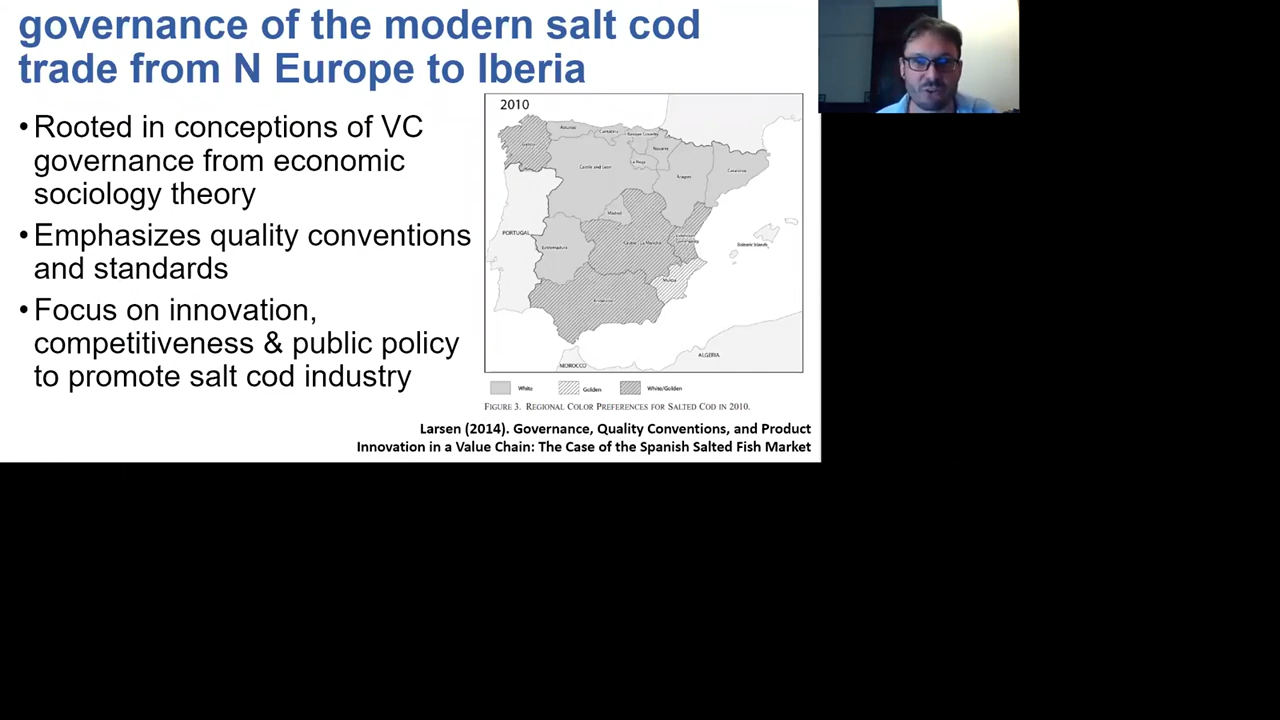 governance of the modern salt cod
trade from N Europe to Iberia
• Rooted in conceptions of VC
governance from economic
sociology theory
• Emphasizes quality conventions
and standards
• Focus on innovation,
competitiveness & public policy
to promote salt cod industry
2010
Asturias
Cantabria
Basque Country
Galicia
Navarre
La Rioja
Castile and Leon
Aragon
Catalonia
Madrid
PORTUGAL
Extremadura
Castile - La Mancha
Community
Balearic Islands
Murcia
Andalusia
ALGERIA
MOROCCO
White
Golden
White/Golden
FIGURE 3. REGIONAL COLOR PREFERENCES FOR SALTED COD IN 2010.
Larsen (2014). Governance, Quality Conventions, and Product
Innovation in a Value Chain: The Case of the Spanish Salted Fish Market